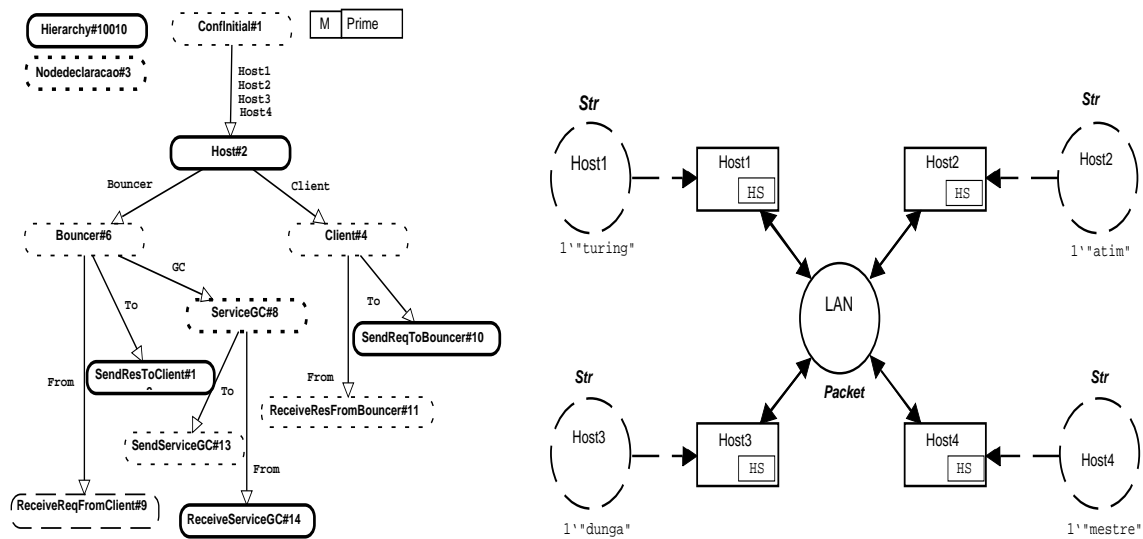 Hierarchy#10010
ConfInitial#1
M Prime
Nodedeclaracao#3
Host1
Host2
Host3
Host4
Host#2
Bouncer
Client
Bouncer#6
Client#4
GC
To
ServiceGC#8
To
SendReqToBouncer#10
SendResToClient#1
From
To
From
ReceiveResFromBouncer#11
SendServiceGC#13
From
ReceiveReqFromClient#9
ReceiveServiceGC#14
Str
Host1
1`"turing"
Host1
HS
Host2
HS
Str
Host2
1`"atim"
LAN
Packet
Str
Host3
1`"dunga"
Host3
HS
Host4
HS
Str
Host4
1`"mestre"